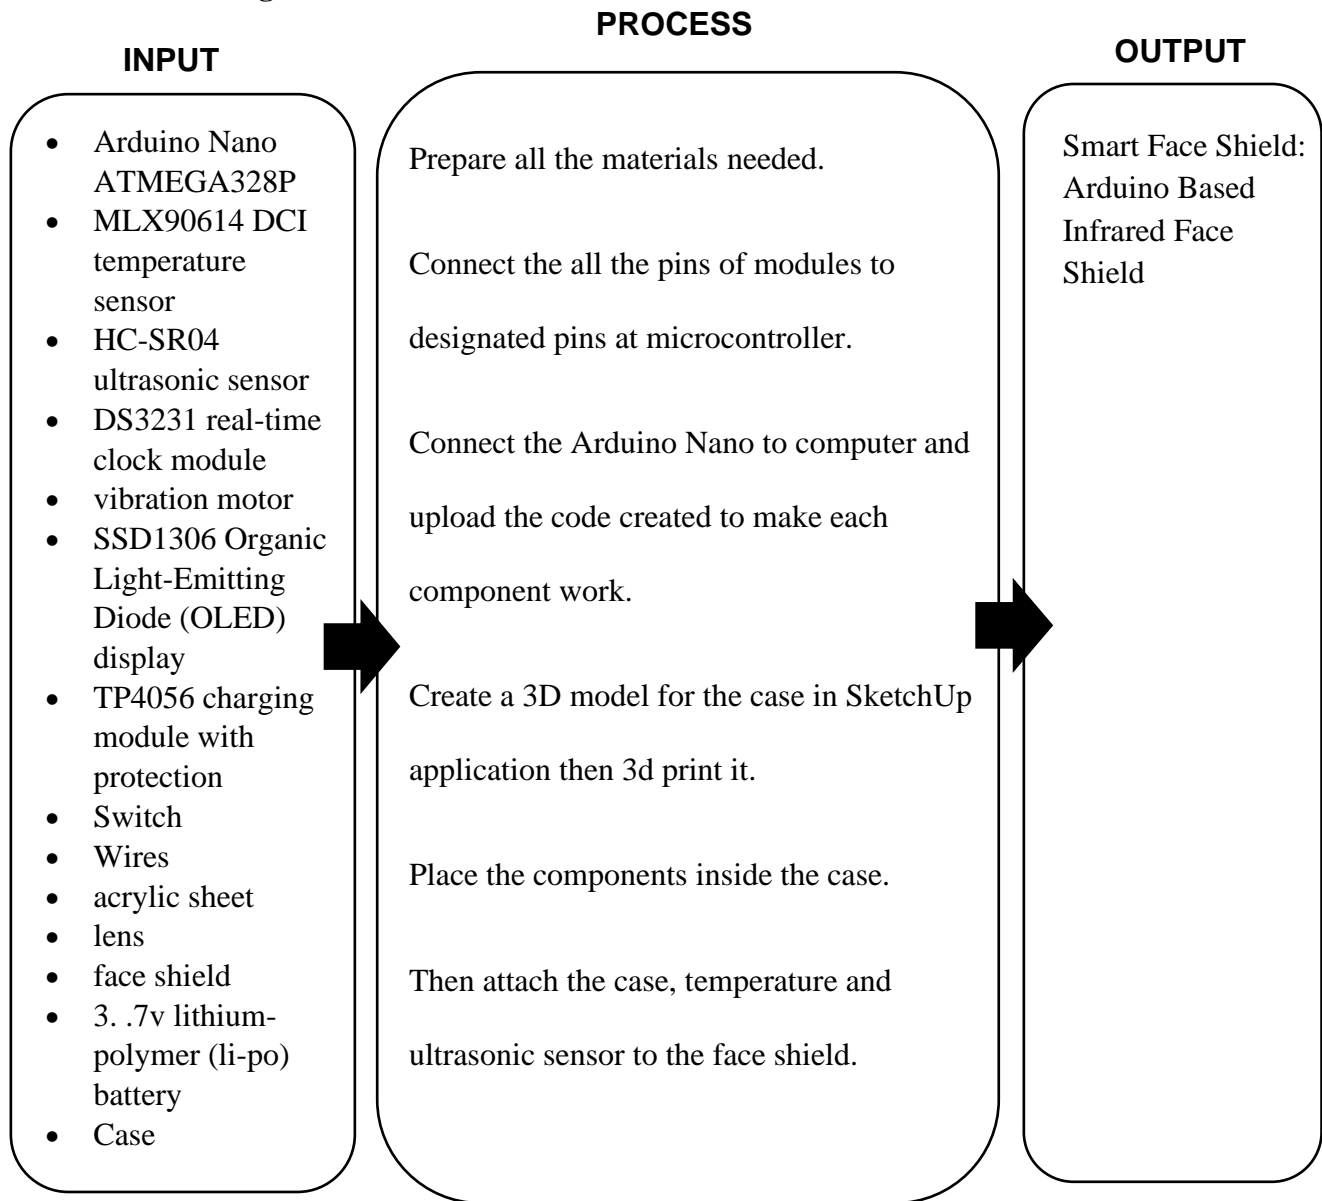 INPUT
• Arduino Nano
ATMEGA328P
• MLX90614 DCI
temperature
sensor
• HC-SR04
ultrasonic sensor
• DS3231 real-time
clock module
• vibration motor
• SSD1306 Organic
Light-Emitting
Diode (OLED)
display
• TP4056 charging
module with
protection
• Switch
• Wires
• acrylic sheet
• lens
• face shield
• 3. .7v lithium-
polymer (li-po)
battery
• Case
PROCESS
Prepare all the materials needed.
Connect the all the pins of modules to
designated pins at microcontroller.
Connect the Arduino Nano to computer and
upload the code created to make each
component work.
Create a 3D model for the case in SketchUp
application then 3d print it.
Place the components inside the case.
Then attach the case, temperature and
ultrasonic sensor to the face shield.
OUTPUT
Smart Face Shield:
Arduino Based
Infrared Face
Shield